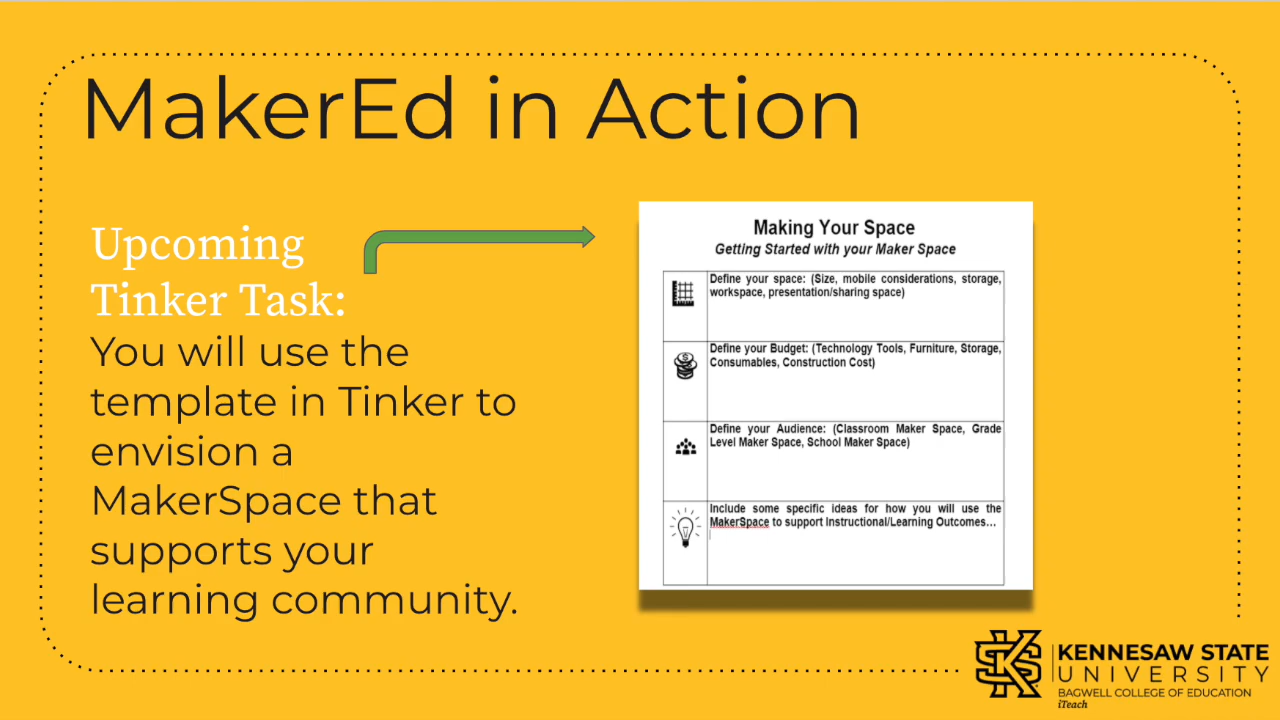 MakerEd in Action
Upcoming
Tinker Task:
You will use the
template in Tinker to
envision a
MakerSpace that
supports your
learning community.
Making Your Space
Getting Started with your Maker Space
Define your space: (Size, mobile considerations, storage,
workspace, presentation/sharing space)
Define your Budget: (Technology Tools, Furniture, Storage,
Consumables, Construction Cost)
Define your Audience: (Classroom Maker Space, Grade
Level Maker Space, School Maker Space)
Include some specific ideas for how you will use the
MakerSpace to support Instructional/Learning Outcomes…
KS
KENNESAW STATE
UNIVERSITY
BAGWELL COLLEGE OF EDUCATION
iTeach